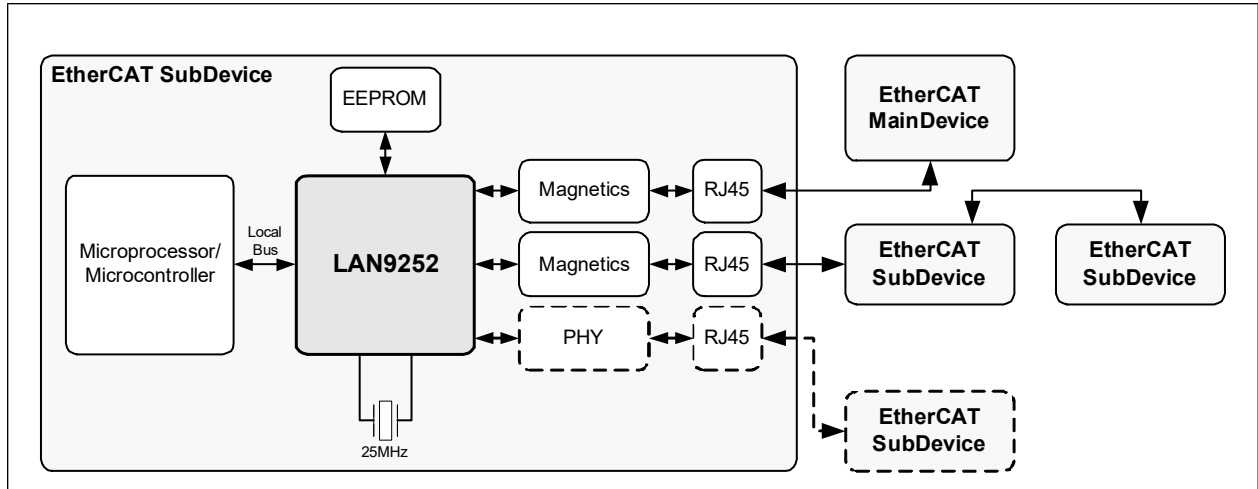 EtherCAT SubDevice
EEPROM
EtherCAT
MainDevice
Magnetics
RJ45
Microprocessor/
Microcontroller
Local
Bus
LAN9252
Magnetics
RJ45
EtherCAT
SubDevice
EtherCAT
SubDevice
PHY
RJ45
25MHz
EtherCAT
SubDevice